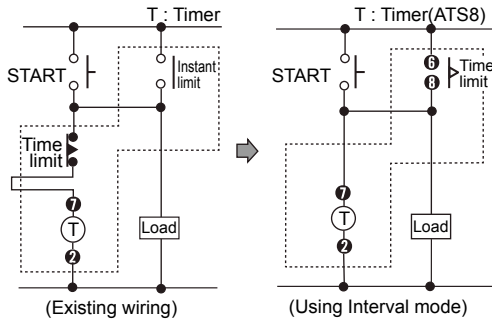 T : Timer
START
Instant
limit
Time
limit
7
T
2
Load
(Existing wiring)
T : Timer(ATS8)
START
6
8
Time
limit
7
T
2
Load
(Using Interval mode)